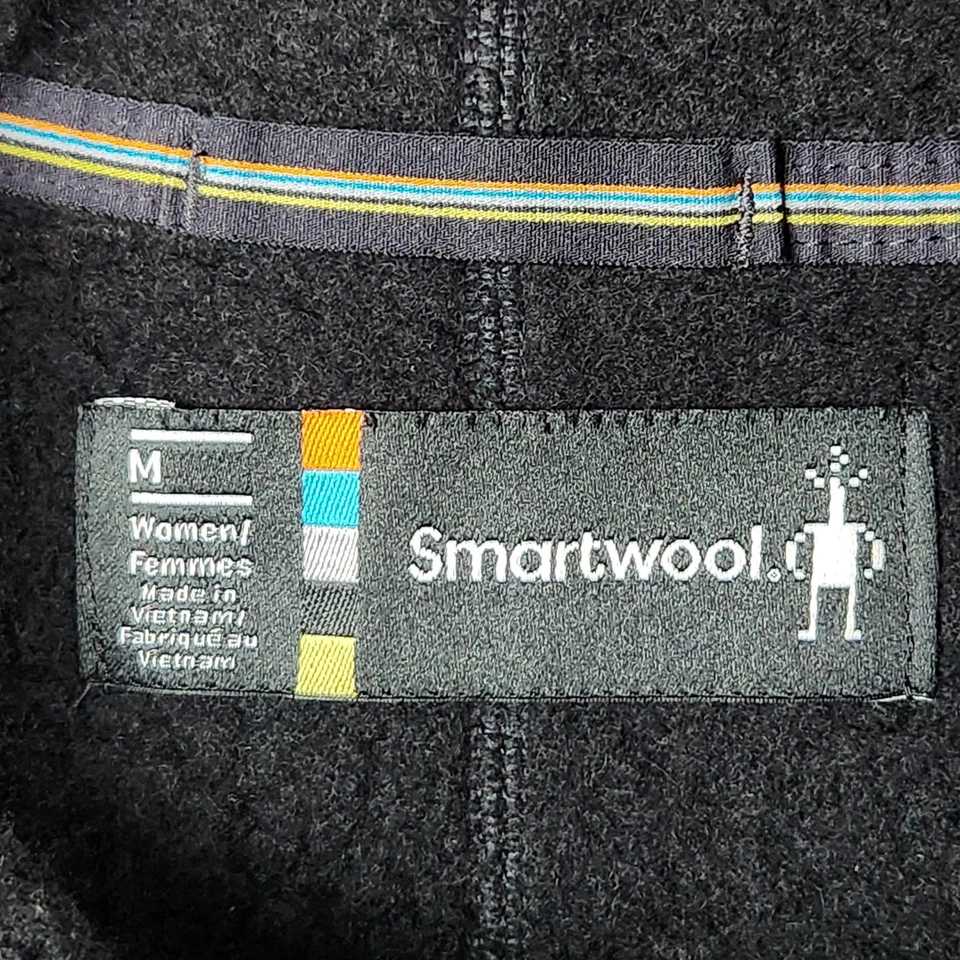 M
Women/
Femmes
Made in
Vietnam/
Fabriqué au
Vietnam
Smartwool®